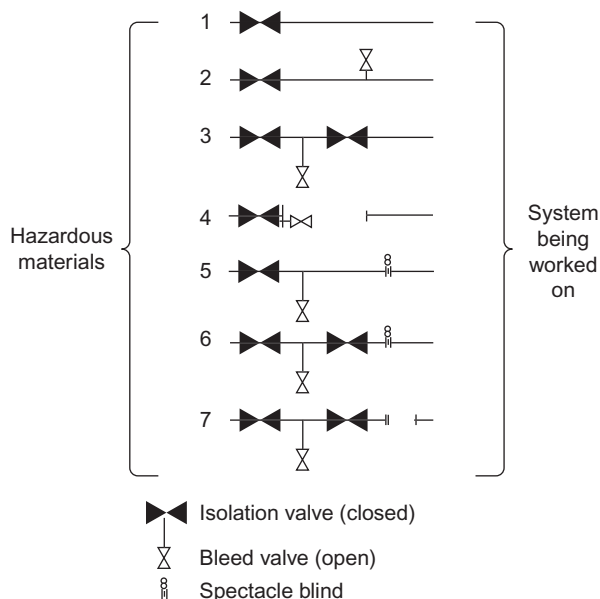 1
2
3
4
5
6
7
Hazardous
materials
System
being
worked
on
Isolation valve (closed)
Bleed valve (open)
Spectacle blind